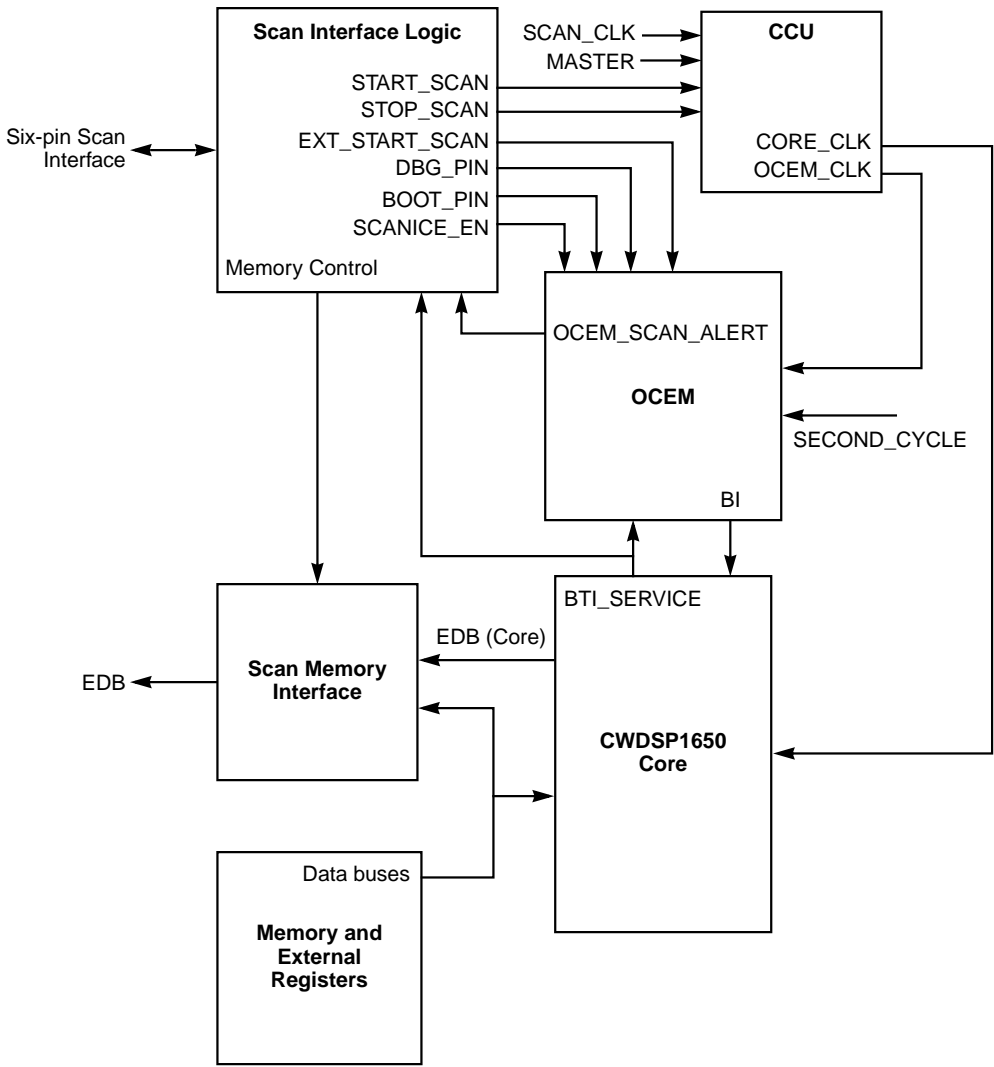 Scan Interface Logic
SCAN_CLK
CCU
MASTER
START_SCAN
STOP_SCAN
Six-pin Scan
Interface
EXT_START_SCAN
CORE_CLK
DBG_PIN
OCEM_CLK
BOOT_PIN
SCANICE_EN
Memory Control
OCEM_SCAN_ALERT
OCEM
SECOND_CYCLE
BI
BTI_SERVICE
EDB (Core)
Scan Memory
Interface
EDB
CWDSP1650
Core
Data buses
Memory and
External
Registers